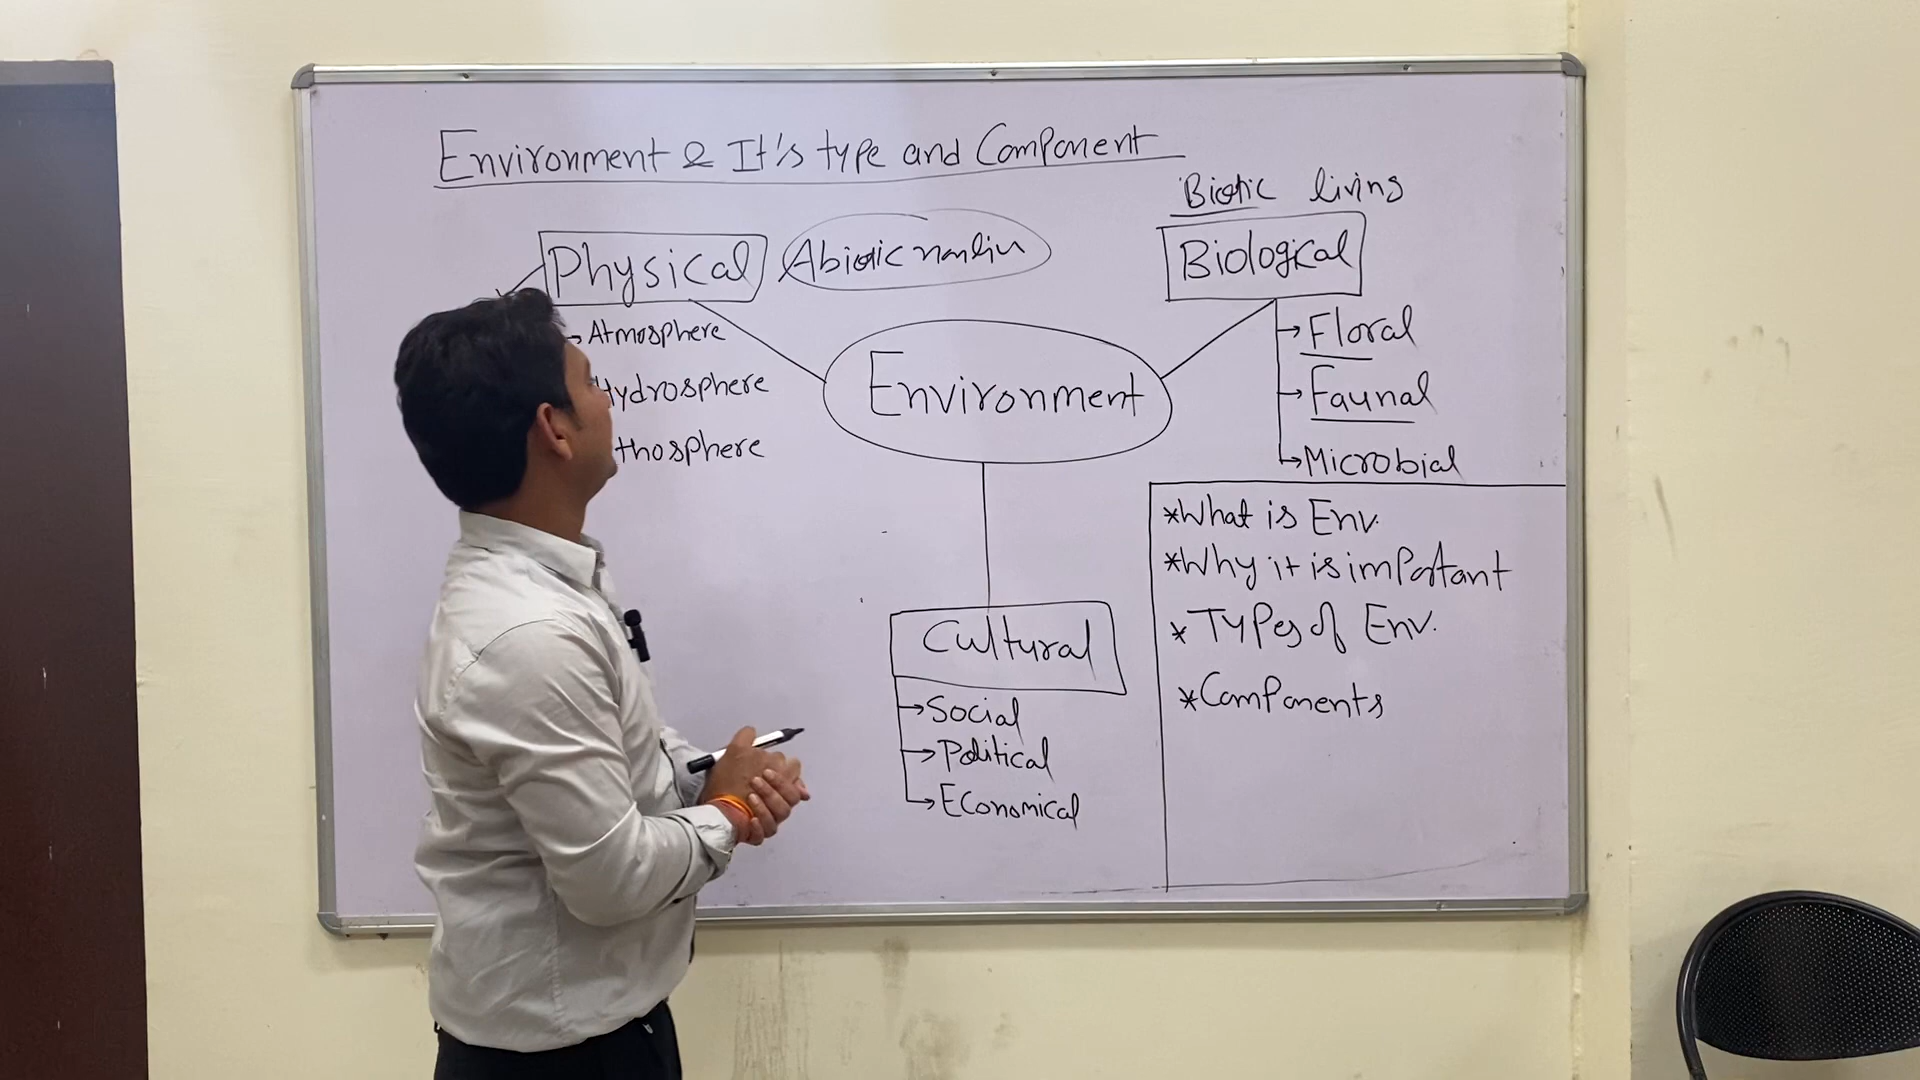 Environment & It's type and Component
Biotic living
Physical
Abiotic nonliv
Biological
Atmosphere
Hydrosphere
thosphere
Environment
Floral
Faunal
Microbial
Cultural
Social
Political
Economical
*What is Env.
*Why it is important
* Types of Env.
*Components